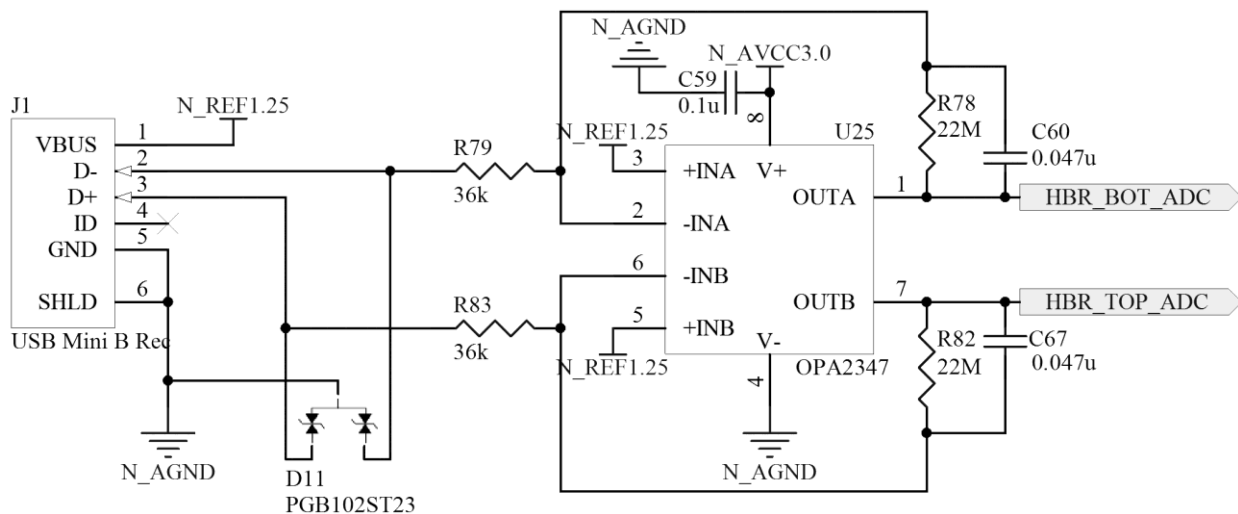 N_AGND
N_AVCC3.0
C59
0.1u
8
J1
N_REF1.25
VBUS 1
D- 2
D+ 3
ID 4
GND 5
SHLD 6
USB Mini B Rec
N_AGND
R79
36k
R83
36k
D11
PGB102ST23
N_REF1.25
U25
3 +INA V+
OUTA 1
2 -INA
6 -INB
OUTB 7
5 +INB
V-
N_REF1.25
4
OPA2347
N_AGND
R78
22M
C60
0.047u
HBR_BOT_ADC
HBR_TOP_ADC
R82
22M
C67
0.047u